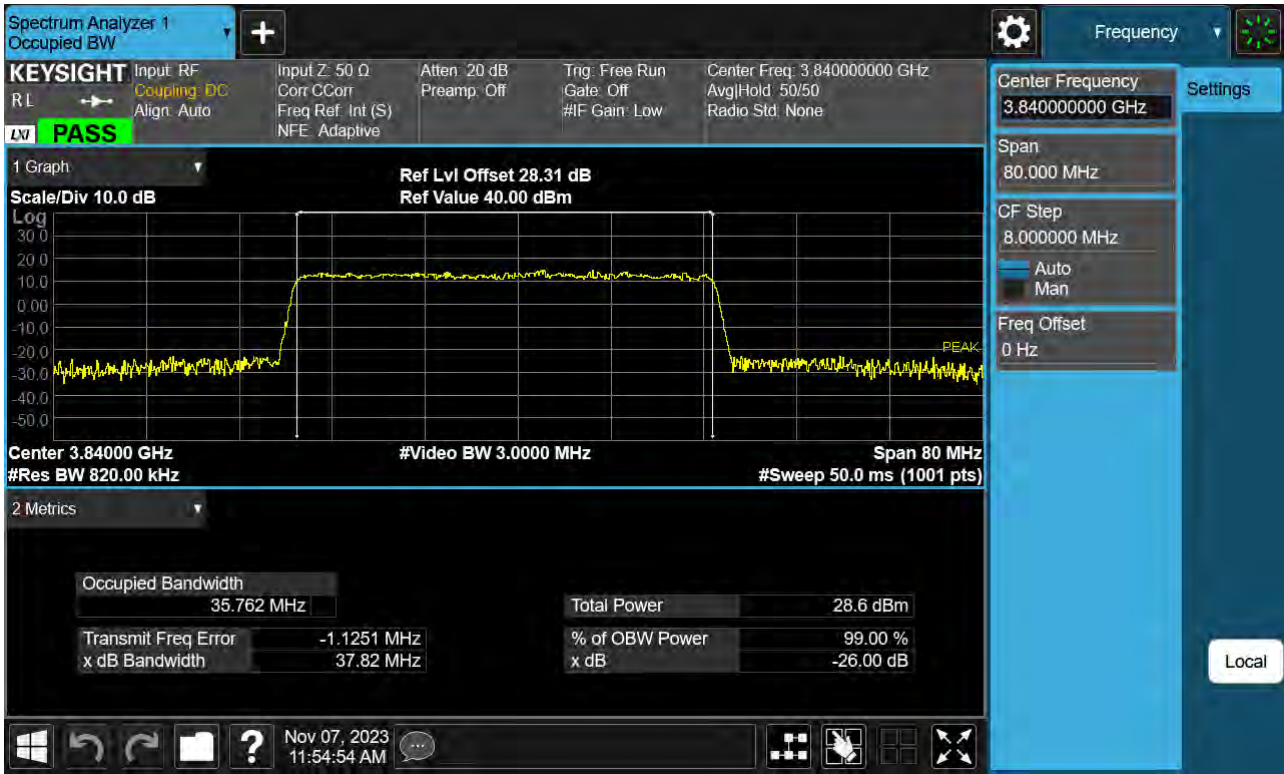 Spectrum Analyzer 1
Occupied BW
+
Frequency
KEYSIGHT
RL
LXI PASS
Input: RF
Coupling: DC
Align: Auto
Input Z: 50 Ω
Corr CCorr
Freq Ref: Int (S)
NFE: Adaptive
Atten: 20 dB
Preamp: Off
Trig: Free Run
Gate: Off
#IF Gain: Low
Center Freq: 3.840000000 GHz
Avg|Hold: 50/50
Radio Std: None
Center Frequency
3.840000000 GHz
Settings
Span
80.000 MHz
CF Step
8.000000 MHz
Auto
Man
Freq Offset
0 Hz
Local
1 Graph
Scale/Div 10.0 dB
Ref Lvl Offset 28.31 dB
Ref Value 40.00 dBm
Log
30.0
20.0
10.0
0.00
-10.0
-20.0
-30.0
-40.0
-50.0
PEAK
Center 3.84000 GHz
#Video BW 3.0000 MHz
Span 80 MHz
#Res BW 820.00 kHz
#Sweep 50.0 ms (1001 pts)
2 Metrics
Occupied Bandwidth
35.762 MHz
Total Power 28.6 dBm
Transmit Freq Error -1.1251 MHz
% of OBW Power 99.00 %
x dB Bandwidth 37.82 MHz
x dB -26.00 dB
?
Nov 07, 2023
11:54:54 AM